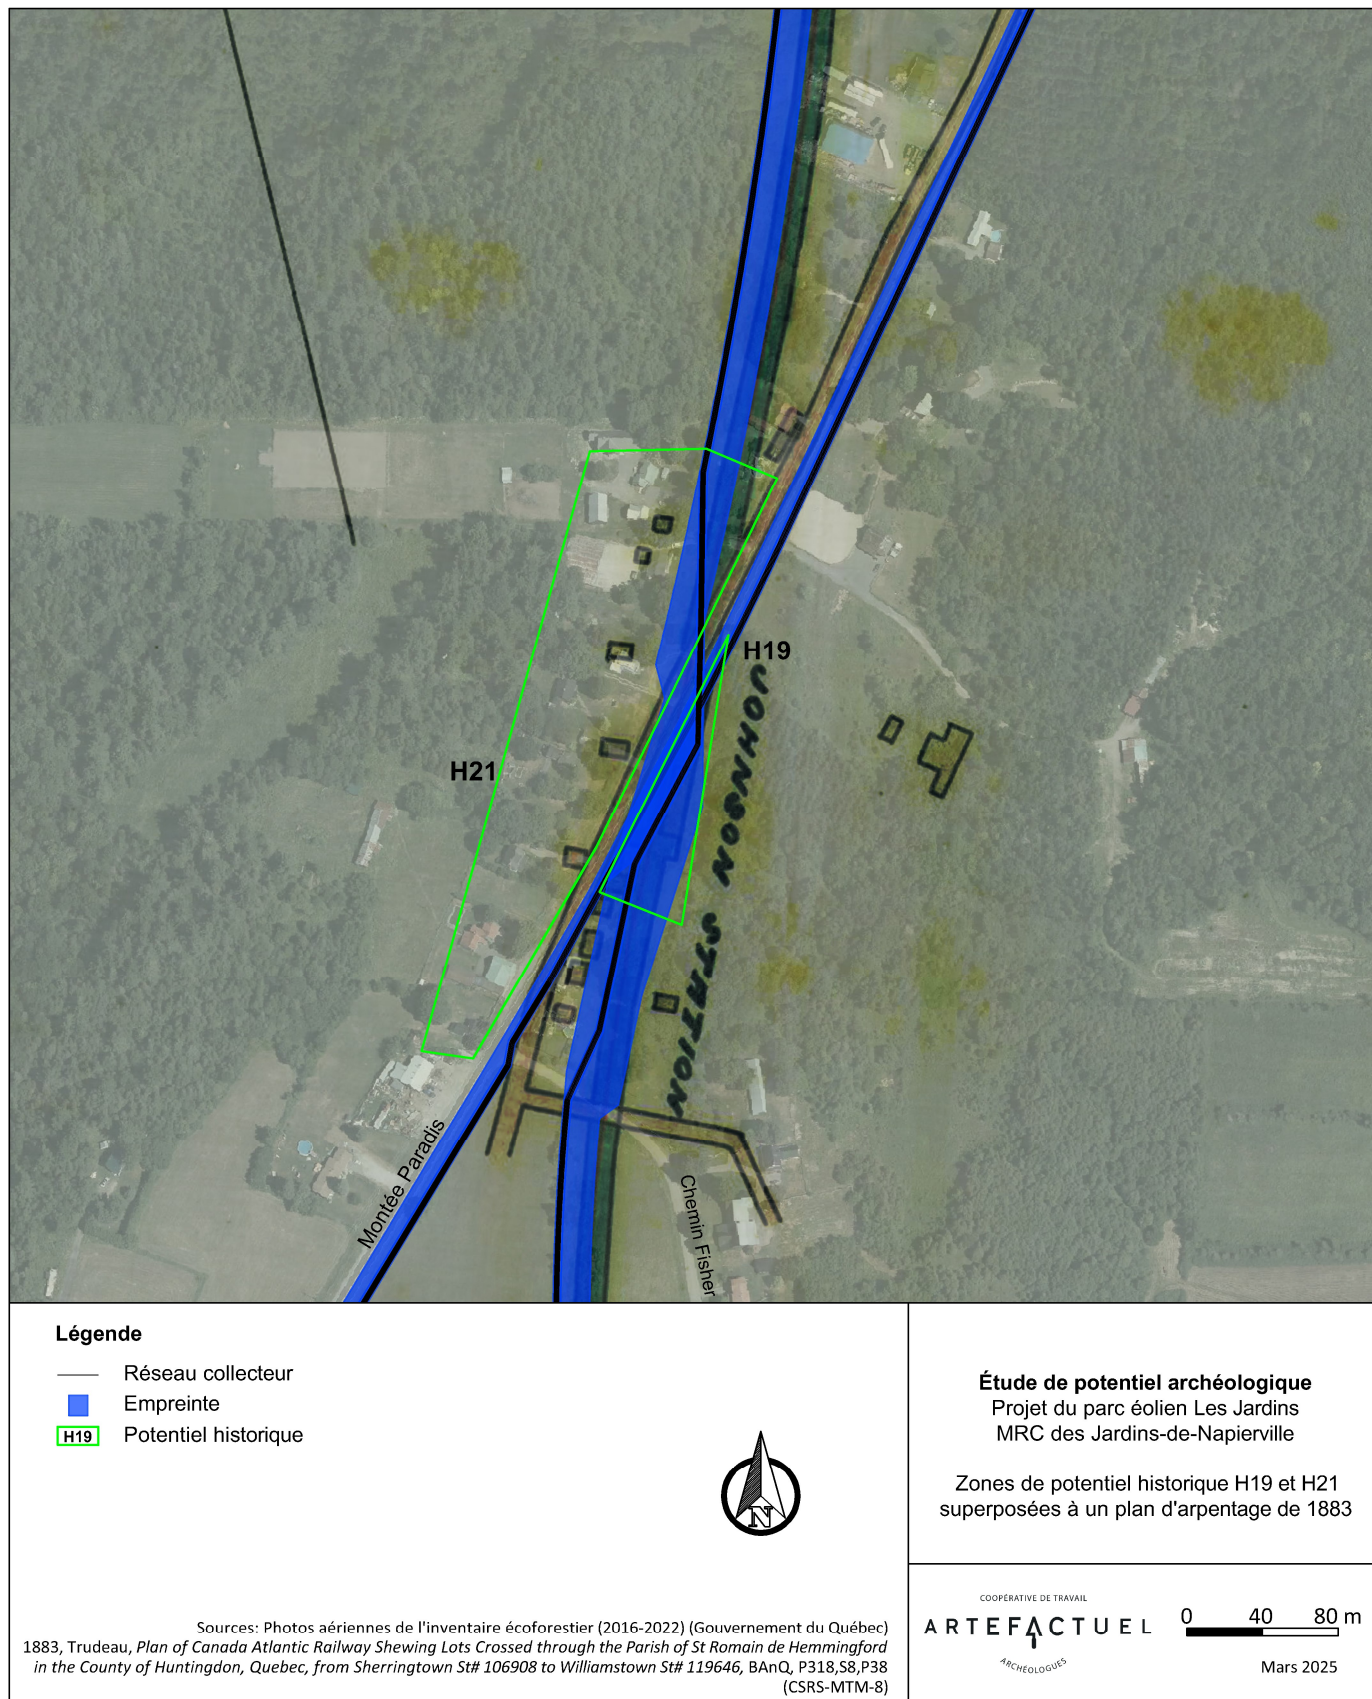 H19
H21
JOHNSON STATION
Montée Paradis
Chemin Fisher
Légende
Réseau collecteur
Empreinte
H19 Potentiel historique
N
Sources: Photos aériennes de l'inventaire écoforestier (2016-2022) (Gouvernement du Québec)
1883, Trudeau, Plan of Canada Atlantic Railway Shewing Lots Crossed through the Parish of St Romain de Hemmingford
in the County of Huntingdon, Quebec, from Sherringtown St# 106908 to Williamstown St# 119646, BAnQ, P318,S8,P38
(CSRS-MTM-8)
Étude de potentiel archéologique
Projet du parc éolien Les Jardins
MRC des Jardins-de-Napierville
Zones de potentiel historique H19 et H21
superposées à un plan d'arpentage de 1883
COOPÉRATIVE DE TRAVAIL
ARTEFACTUEL
ARCHÉOLOGUES
0 40 80 m
Mars 2025